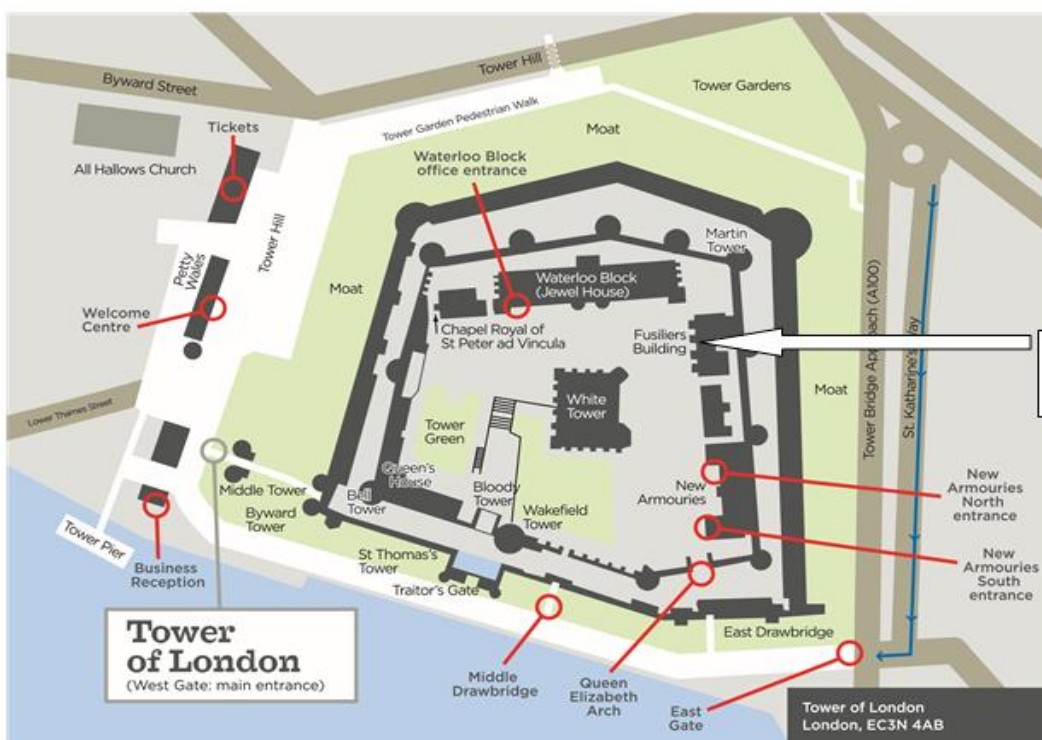 Byward Street
Tower Hill
Tower Gardens
Tickets
Tower Garden Pedestrian Walk
Moat
All Hallows Church
Waterloo Block
office entrance
Tower Hill
Martin
Tower
Petty
Wales
Moat
Waterloo Block
(Jewel House)
Welcome
Centre
Chapel Royal of
St Peter ad Vincula
Fusiliers
Building
Tower Bridge Approach (A100)
St. Katharine's Way
Moat
White
Tower
Lower Thames Street
Tower
Green
Queen's
House
Bloody
Tower
New
Armouries
New
Armouries
North
entrance
Middle Tower
Bell
Tower
Byward
Tower
Wakefield
Tower
Tower Pier
St Thomas's
Tower
New
Armouries
South
entrance
Business
Reception
Traitor's Gate
Tower
of London
(West Gate: main entrance)
East Drawbridge
Middle
Drawbridge
Queen
Elizabeth
Arch
East
Gate
Tower of London
London, EC3N 4AB